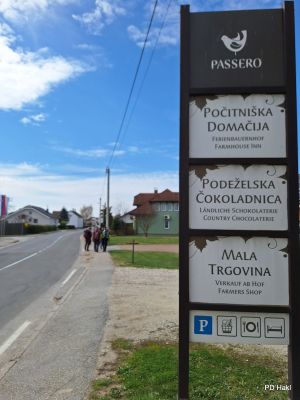 PASSERO
POČITNIŠKA
DOMAČIJA
FERIENBAUERNHOF
FARMHOUSE INN
PODEŽELSKA
ČOKOLADNICA
LÄNDLICHE SCHOKOLATERIE
COUNTRY CHOCOLATERIE
MALA
TRGOVINA
VERKAUF AB HOF
FARMERS SHOP
P
PD Hakl